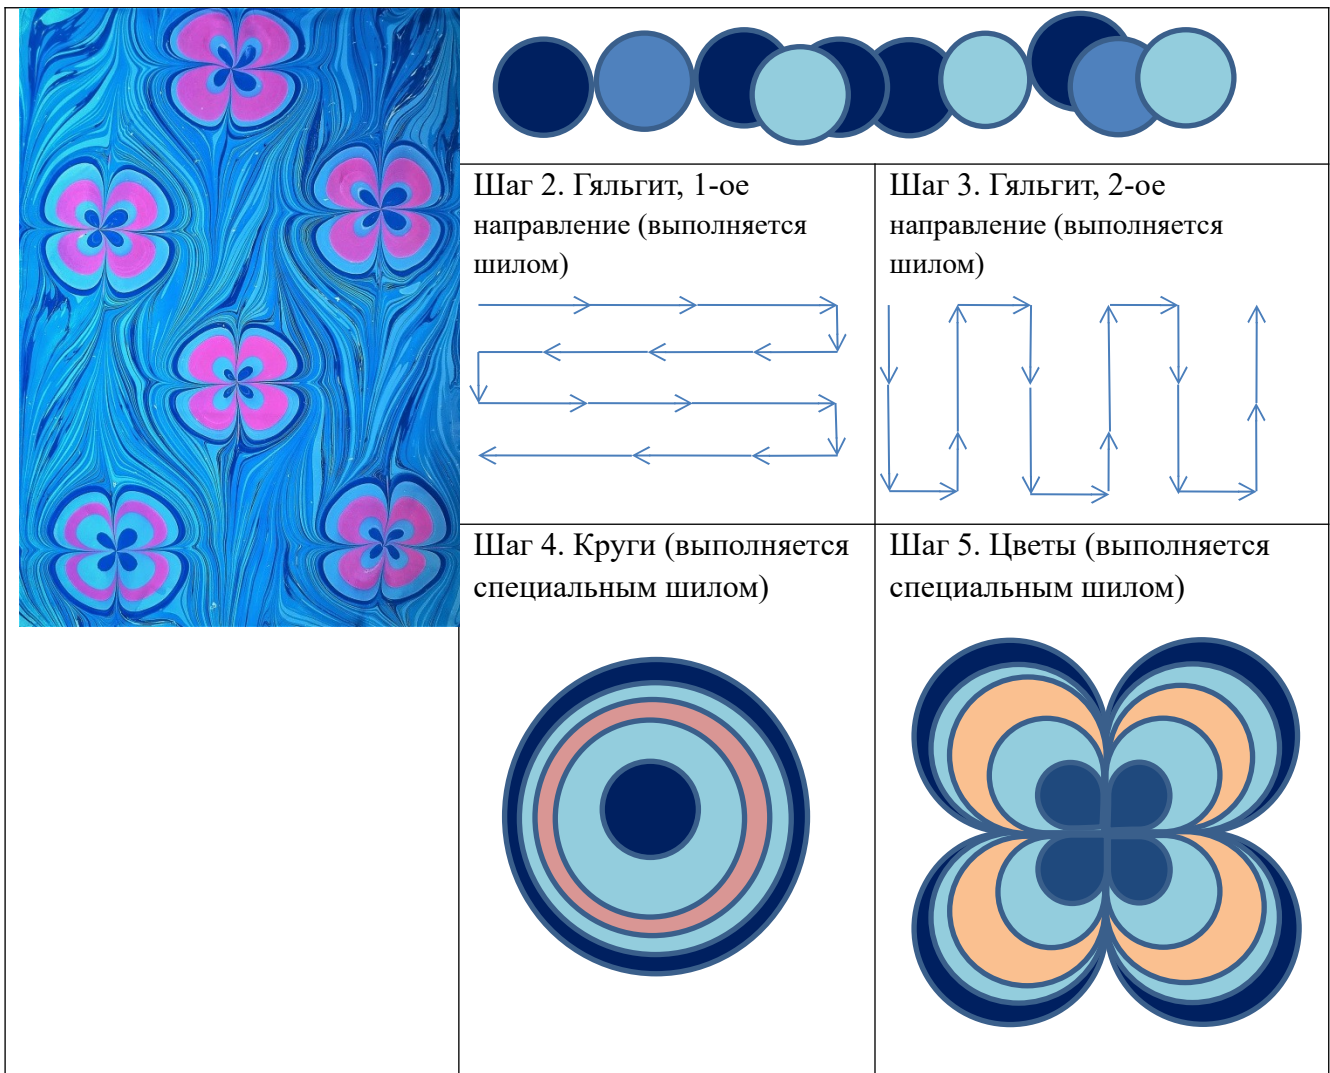 Шаг 2. Гяльгит, 1-ое
направление (выполняется
шилом)
Шаг 3. Гяльгит, 2-ое
направление (выполняется
шилом)
Шаг 4. Круги (выполняется
специальным шилом)
Шаг 5. Цветы (выполняется
специальным шилом)